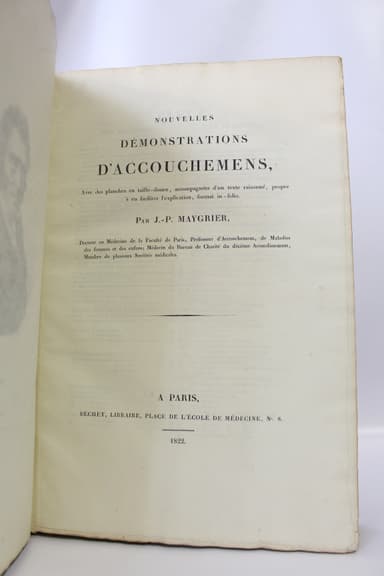 NOUVELLES
DÉMONSTRATIONS
D'ACCOUCHEMENS,
Avec des planches en taille-douce, accompagnées d'un texte raisonné, propre
à en faciliter l'explication, format in-folio.
PAR J.-P. MAYGRIER,
Docteur en Médecine de la Faculté de Paris, Professeur d'Accouchemens, de Maladies
des femmes et des enfans; Médecin du Bureau de Charité du dixième Arrondissement,
Membre de plusieurs Sociétés médicales.
A PARIS,
BÉCHET, LIBRAIRE, PLACE DE L'ÉCOLE DE MÉDECINE, No. 4.
1822.